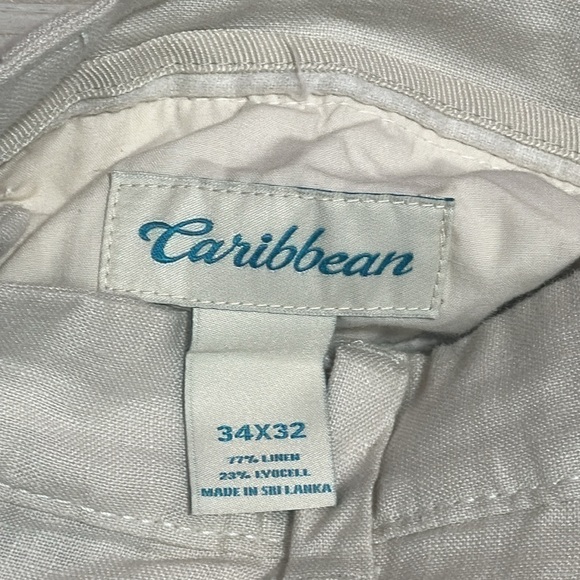 Caribbean
34X32
77% LINEN
23% LYOCELL
MADE IN SRI LANKA